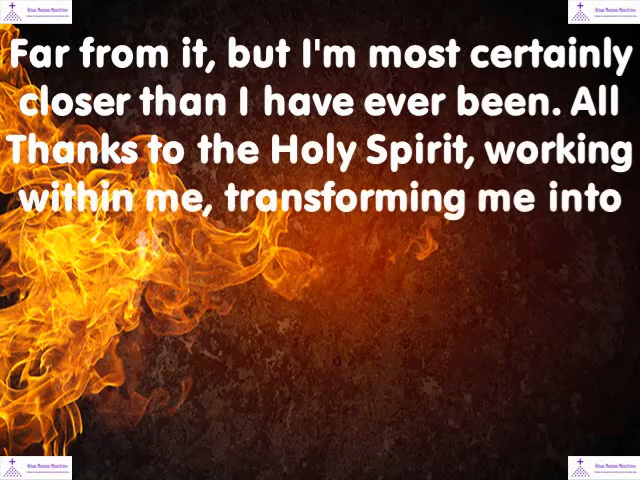 Far from it, but I'm most certainly
closer than I have ever been. All
Thanks to the Holy Spirit, working
within me, transforming me into